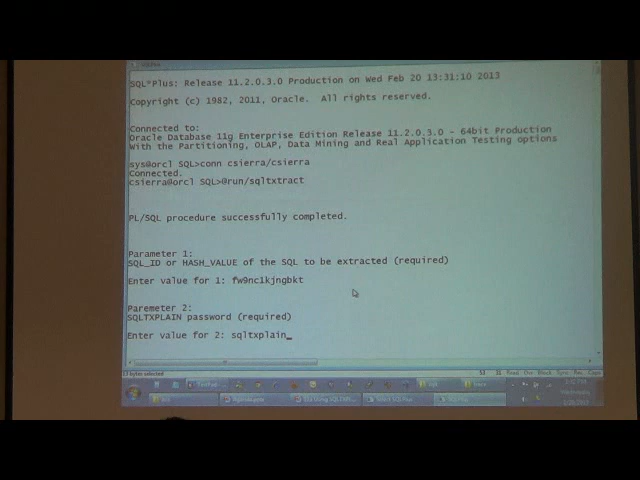 SQL*Plus: Release 11.2.0.3.0 Production on Wed Feb 20 13:31:10 2013
Copyright (c) 1982, 2011, Oracle.  All rights reserved.
Connected to:
Oracle Database 11g Enterprise Edition Release 11.2.0.3.0 - 64bit Production
With the Partitioning, OLAP, Data Mining and Real Application Testing options
sys@orcl SQL>conn csierra/csierra
Connected.
csierra@orcl SQL>@run/sqltxtract
PL/SQL procedure successfully completed.
Parameter 1:
SQL_ID or HASH_VALUE of the SQL to be extracted (required)
Enter value for 1: fw9nc1kjngbkt
Paremeter 2:
SQLTXPLAIN password (required)
Enter value for 2: sqltxplain_